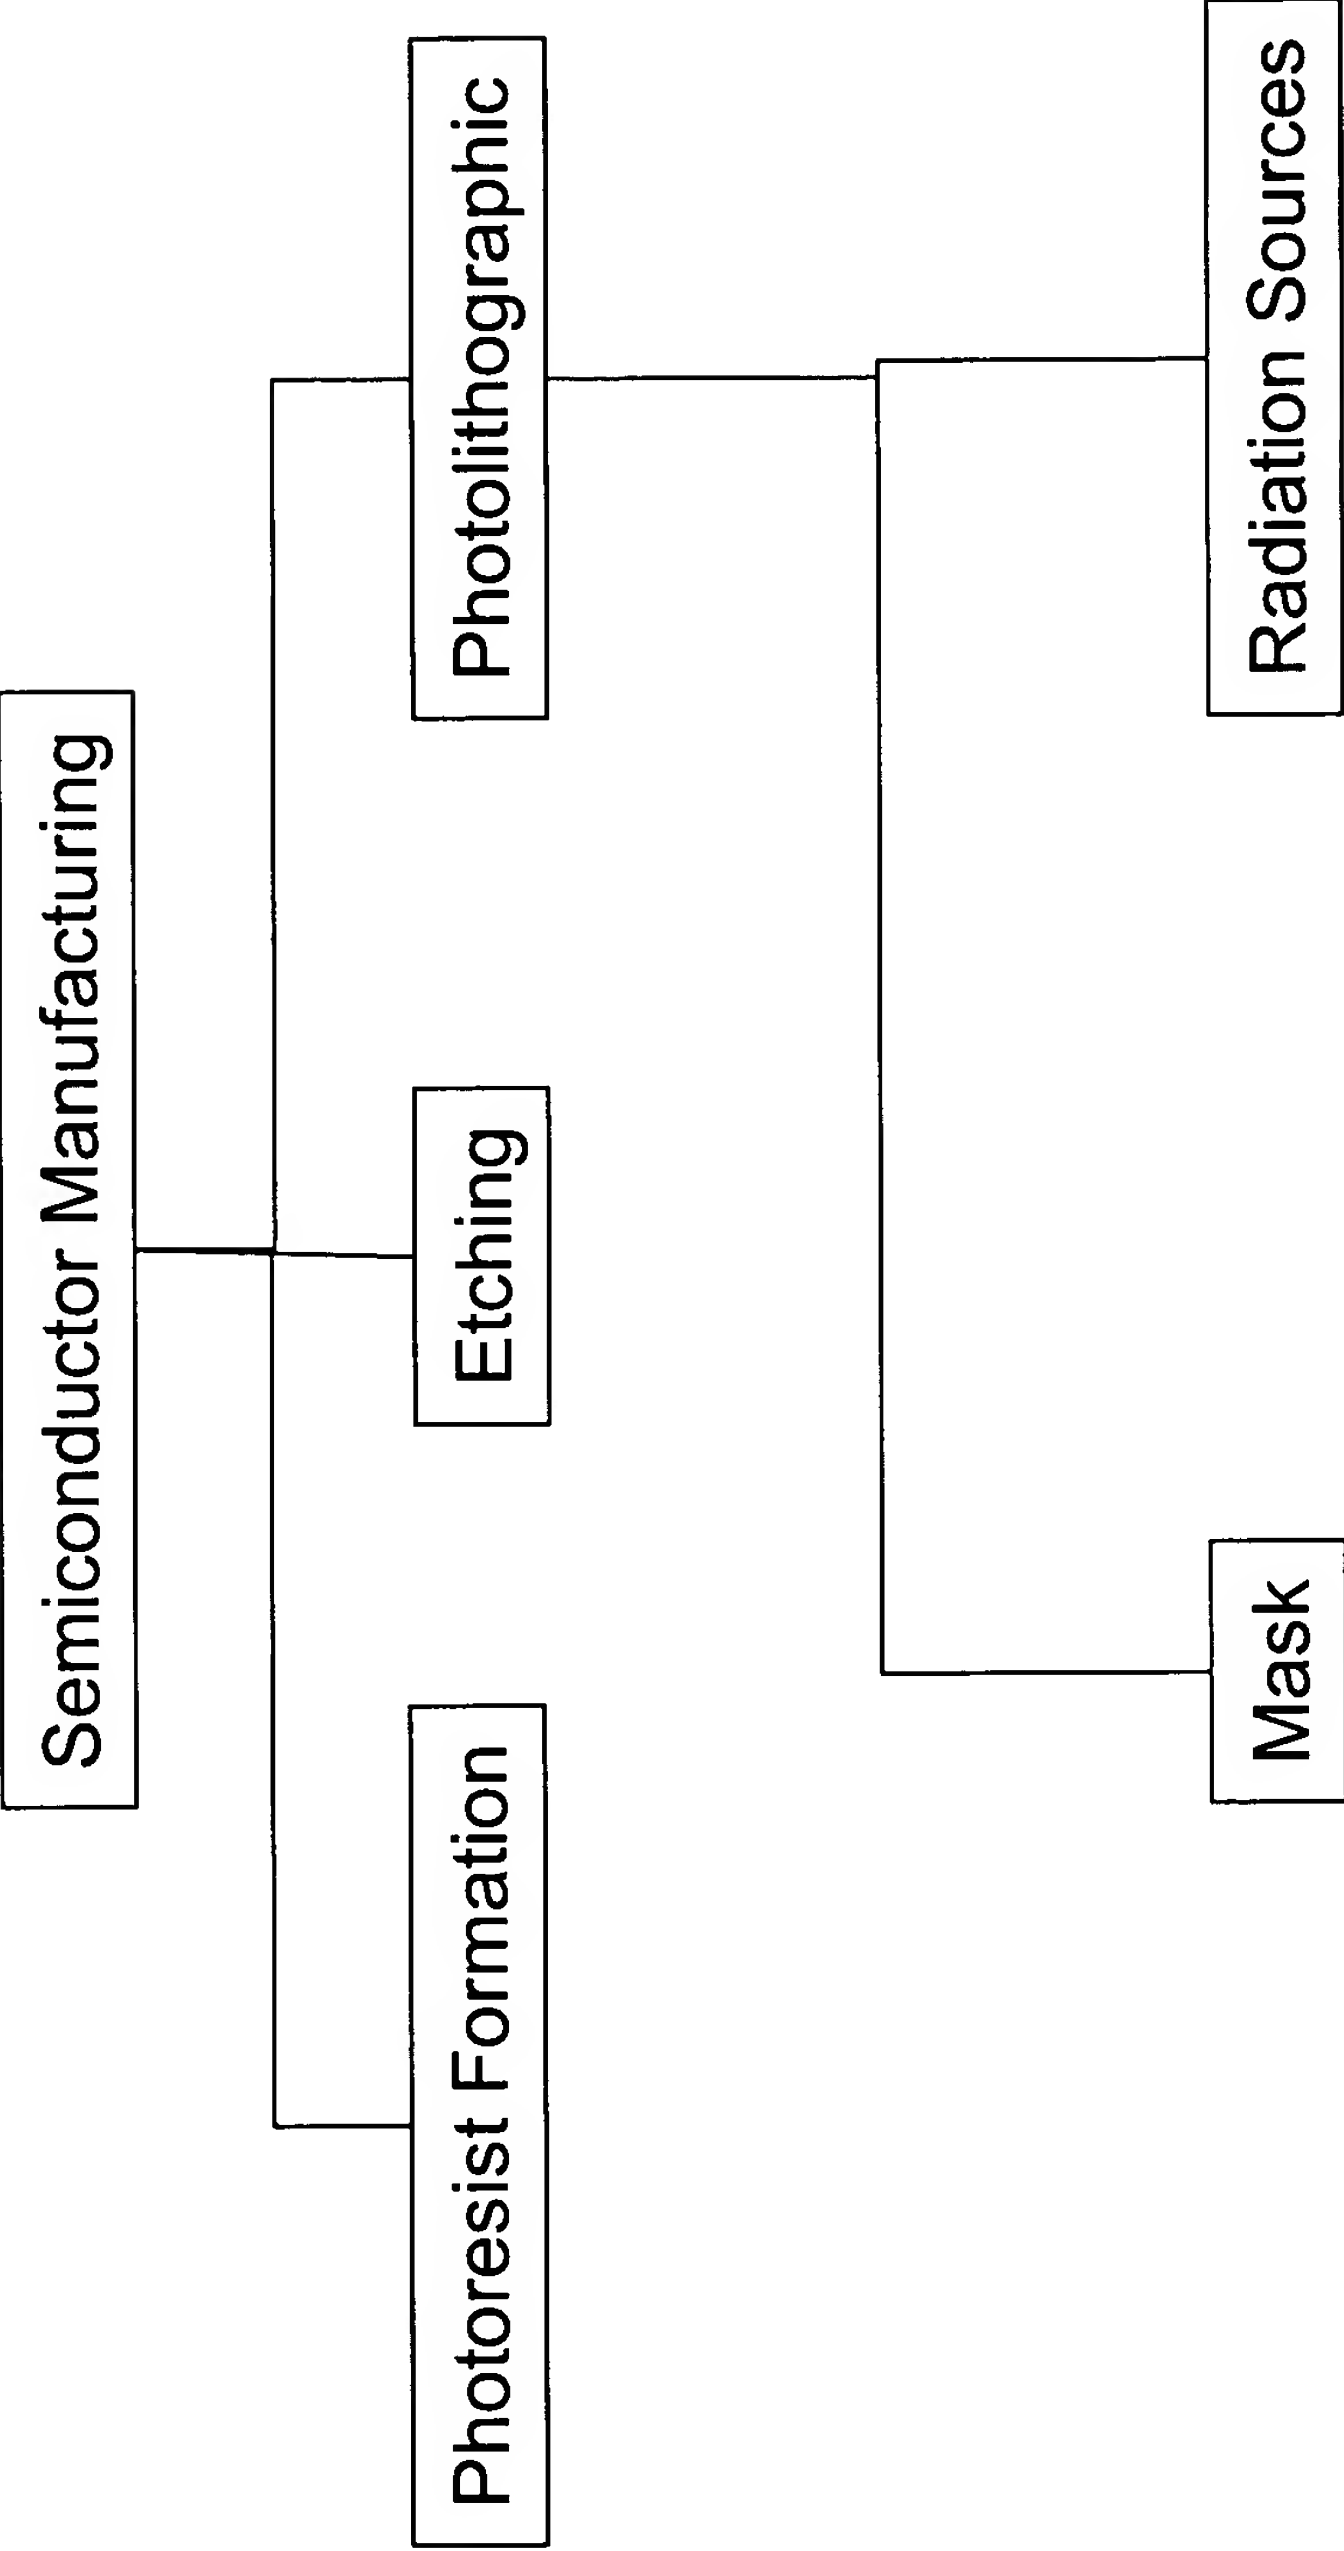 Semiconductor Manufacturing
Photoresist Formation
Etching
Photolithographic
Mask
Radiation Sources